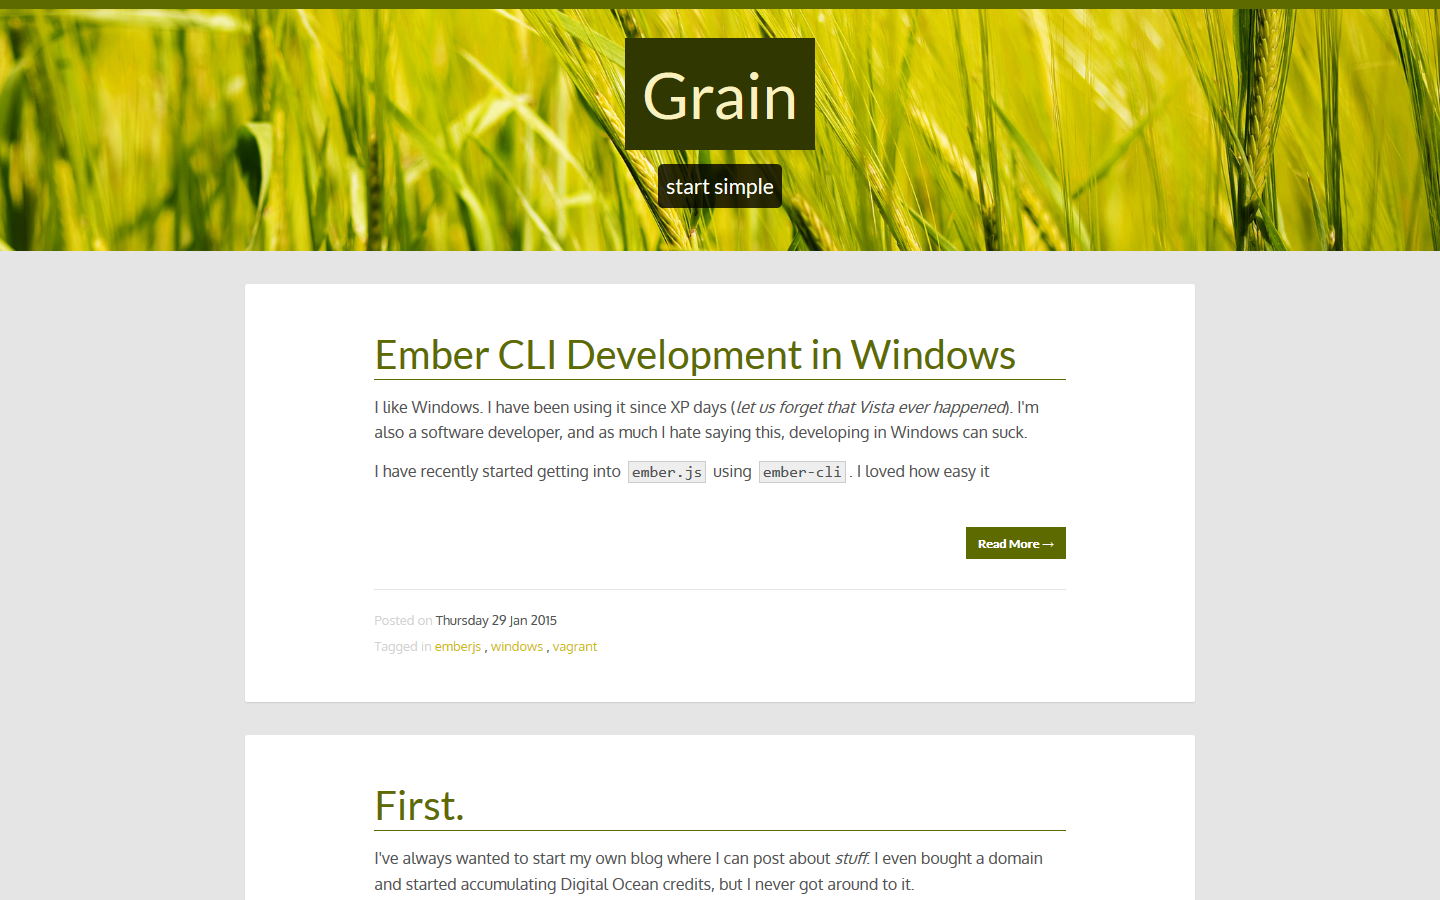 Grain
start simple
Ember CLI Development in Windows
I like Windows. I have been using it since XP days (let us forget that Vista ever happened). I'm
also a software developer, and as much I hate saying this, developing in Windows can suck.
I have recently started getting into ember.js using ember-cli. I loved how easy it
Read More →
Posted on Thursday 29 Jan 2015
Tagged in emberjs , windows , vagrant
First.
I've always wanted to start my own blog where I can post about stuff. I even bought a domain
and started accumulating Digital Ocean credits, but I never got around to it.